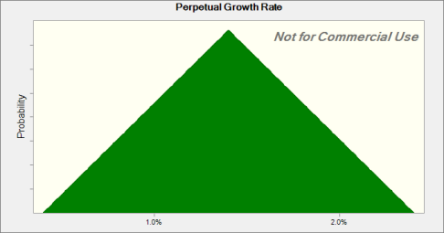 Perpetual Growth Rate
Not for Commercial Use
Probability
1.0%
2.0%